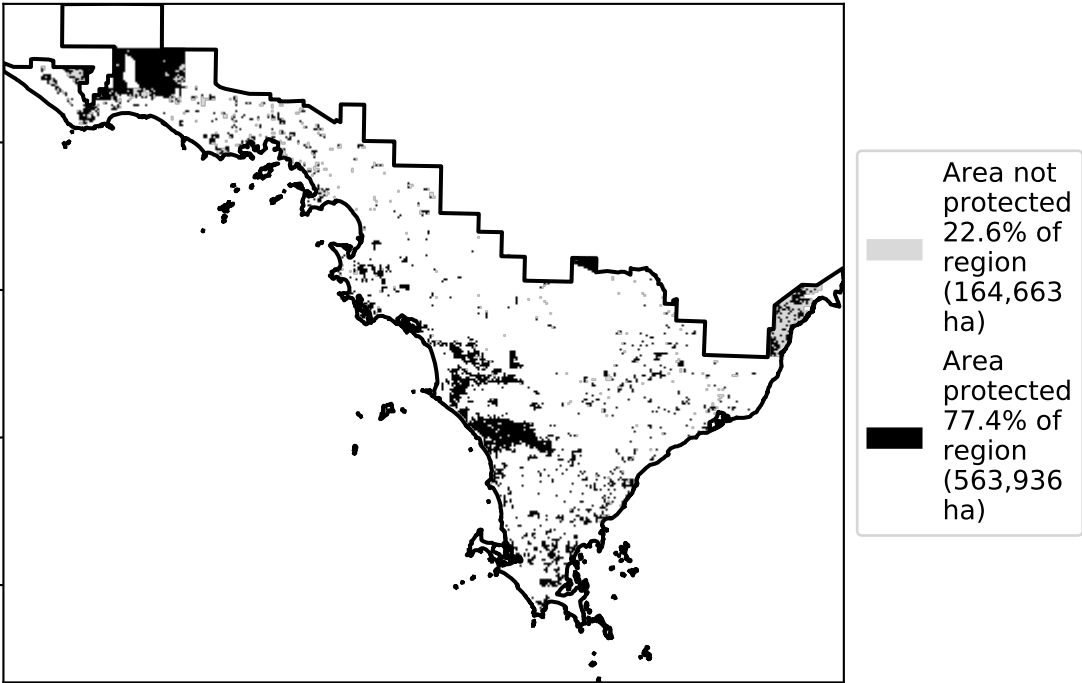 Area not
protected
22.6% of
region
(164,663
ha)
Area
protected
77.4% of
region
(563,936
ha)